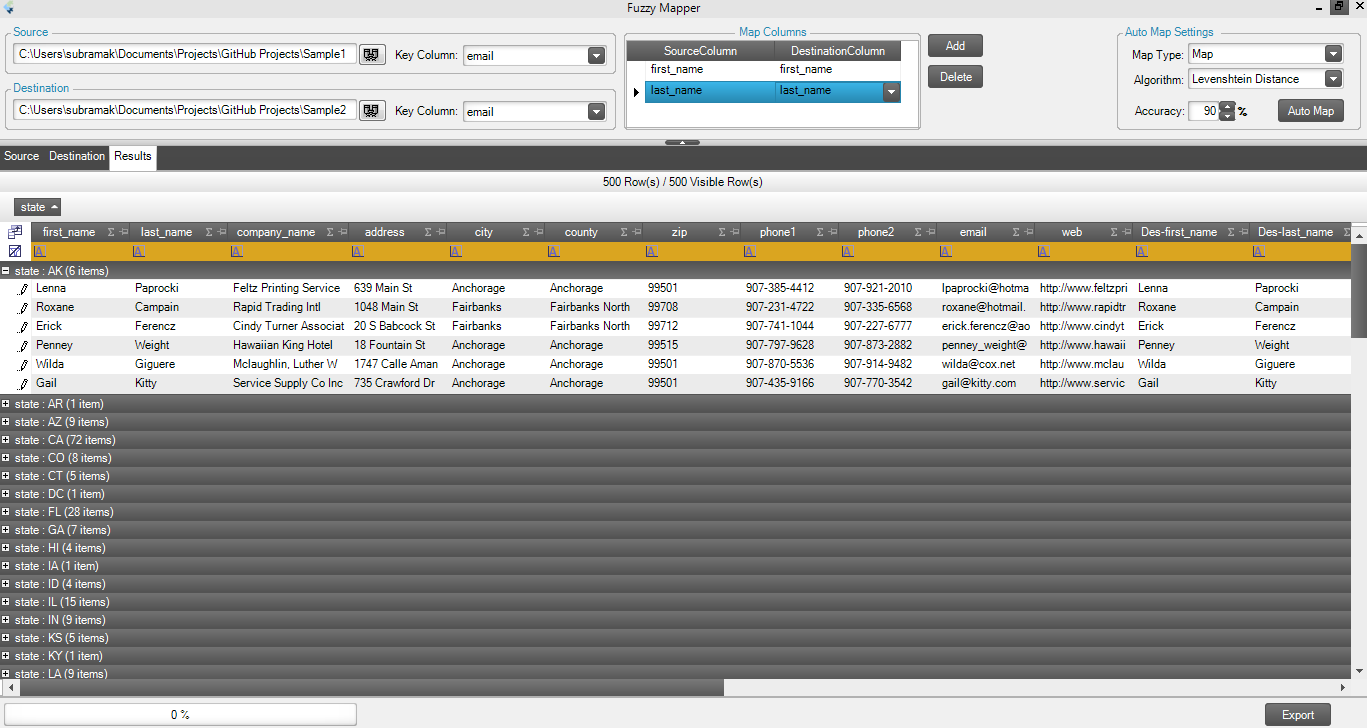 Fuzzy Mapper
Source
C:\Users\subramak\Documents\Projects\GitHub Projects\Sample1 Key Column: email
Destination
C:\Users\subramak\Documents\Projects\GitHub Projects\Sample2 Key Column: email
Map Columns
SourceColumn DestinationColumn
first_name first_name
last_name last_name
Add
Delete
Auto Map Settings
Map Type: Map
Algorithm: Levenshtein Distance
Accuracy: 90 % Auto Map
Source Destination Results
500 Row(s) / 500 Visible Row(s)
state
first_name Σ last_name Σ company_name Σ address Σ city Σ county Σ zip Σ phone1 Σ phone2 Σ email Σ web Σ Des-first_name Σ Des-last_name Σ
A A A A A A A A A A A A A
state : AK (6 items)
Lenna Paprocki Feltz Printing Service 639 Main St Anchorage Anchorage 99501 907-385-4412 907-921-2010 lpaprocki@hotma http://www.feltzpri Lenna Paprocki
Roxane Campain Rapid Trading Intl 1048 Main St Fairbanks Fairbanks North 99708 907-231-4722 907-335-6568 roxane@hotmail. http://www.rapidtr Roxane Campain
Erick Ferencz Cindy Turner Associat 20 S Babcock St Fairbanks Fairbanks North 99712 907-741-1044 907-227-6777 erick.ferencz@ao http://www.cindyt Erick Ferencz
Penney Weight Hawaiian King Hotel 18 Fountain St Anchorage Anchorage 99515 907-797-9628 907-873-2882 penney_weight@ http://www.hawaii Penney Weight
Wilda Giguere Mclaughlin, Luther W 1747 Calle Aman Anchorage Anchorage 99501 907-870-5536 907-914-9482 wilda@cox.net http://www.mclau Wilda Giguere
Gail Kitty Service Supply Co Inc 735 Crawford Dr Anchorage Anchorage 99501 907-435-9166 907-770-3542 gail@kitty.com http://www.servic Gail Kitty
state : AR (1 item)
state : AZ (9 items)
state : CA (72 items)
state : CO (8 items)
state : CT (5 items)
state : DC (1 item)
state : FL (28 items)
state : GA (7 items)
state : HI (4 items)
state : IA (1 item)
state : ID (4 items)
state : IL (15 items)
state : IN (9 items)
state : KS (5 items)
state : KY (1 item)
state : LA (9 items)
0 %
Export